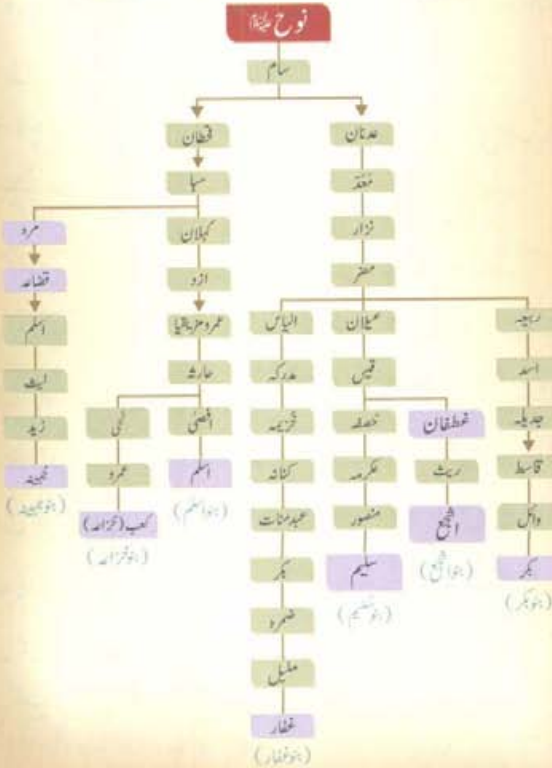 نوح علیہ السلام
سام
عدنان
قحطان
معد
سبا
نزار
کہلان
مرہ
مضر
ازد
قضاعہ
ربیعہ
عیلان
الیاس
عمرو مزیقیا
اسلم
اسد
قیس
مدرکہ
حارثہ
لیث
جدیلہ
غطفان
خصفہ
خزیمہ
افصیٰ
لحی
زید
قاسط
ریث
عکرمہ
کنانہ
اسلم
عمرو
جہینہ
وائل
اشجع
منصور
عبد منات
(بنو اسلم)
کعب (خزاعہ)
(بنو جہینہ)
بکر
(بنو اشجع)
سلیم
بکر
(بنو خزاعہ)
(بنو بکر)
(بنو سلیم)
ضمرہ
ملیل
غفار
(بنو غفار)